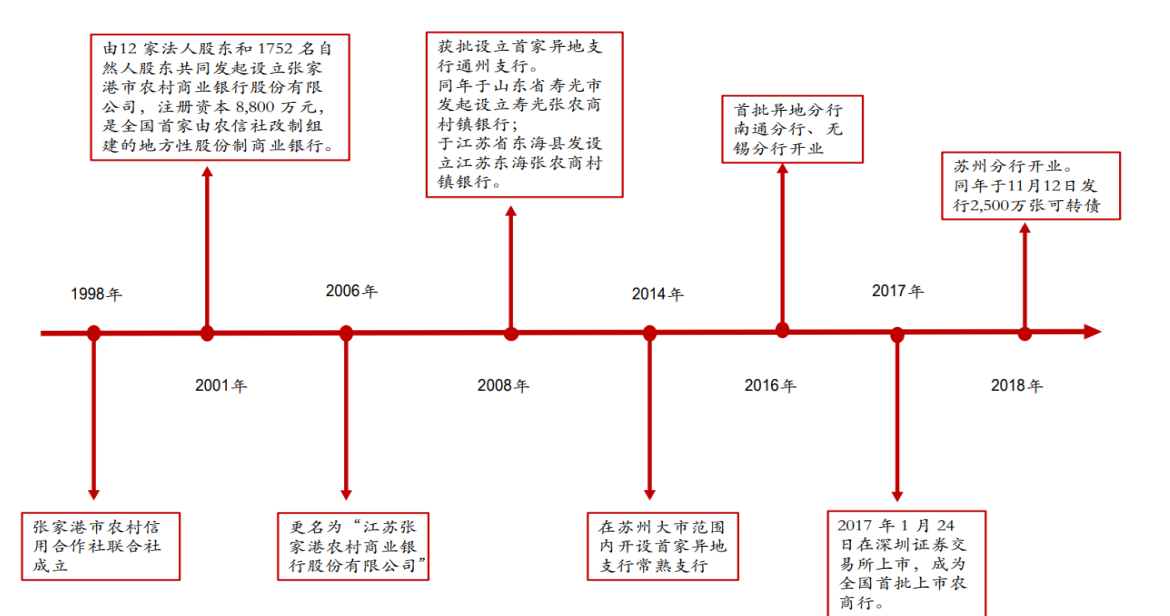 由12 家法人股东和 1752 名自
然人股东共同发起设立张家
港市农村商业银行股份有限
公司，注册资本 8,800 万元，
是全国首家由农信社改制组
建的地方性股份制商业银行。
获批设立首家异地支
行通州支行。
同年于山东省寿光市
发起设立寿光张农商
村镇银行；
于江苏省东海县发设
立江苏东海张农商村
镇银行。
首批异地分行
南通分行、无
锡分行开业
苏州分行开业。
同年于11月12日发
行2,500万张可转债
1998年
2006年
2014年
2017年
2001年
2008年
2016年
2018年
张家港市农村信
用合作社联合社
成立
更名为“江苏张
家港农村商业银
行股份有限公司”
在苏州大市范围
内开设首家异地
支行常熟支行
2017 年 1 月 24
日在深圳证券交
易所上市，成为
全国首批上市农
商行。